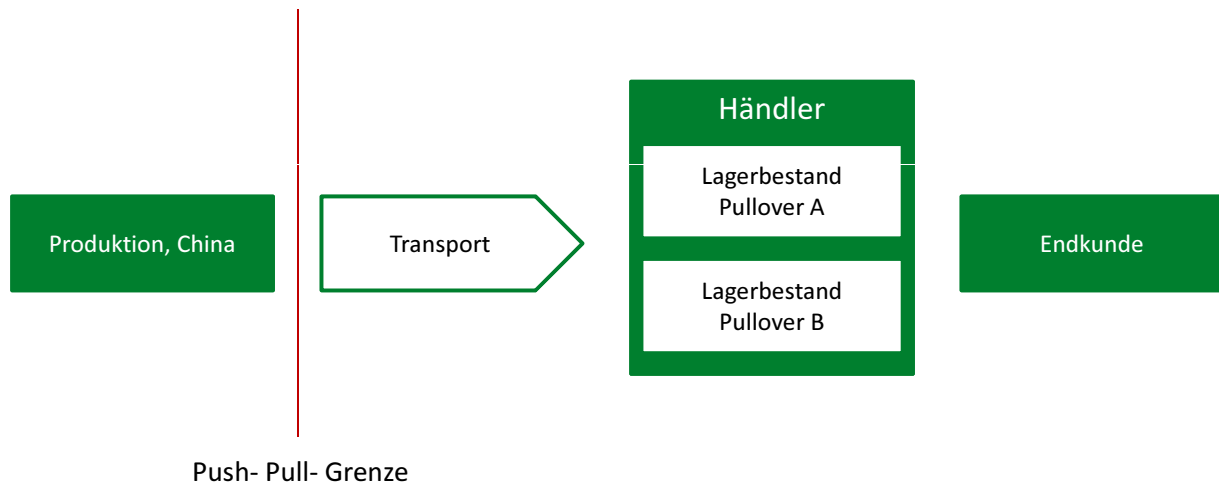 Händler
Lagerbestand
Pullover A
Produktion, China
Transport
Endkunde
Lagerbestand
Pullover B
Push- Pull- Grenze